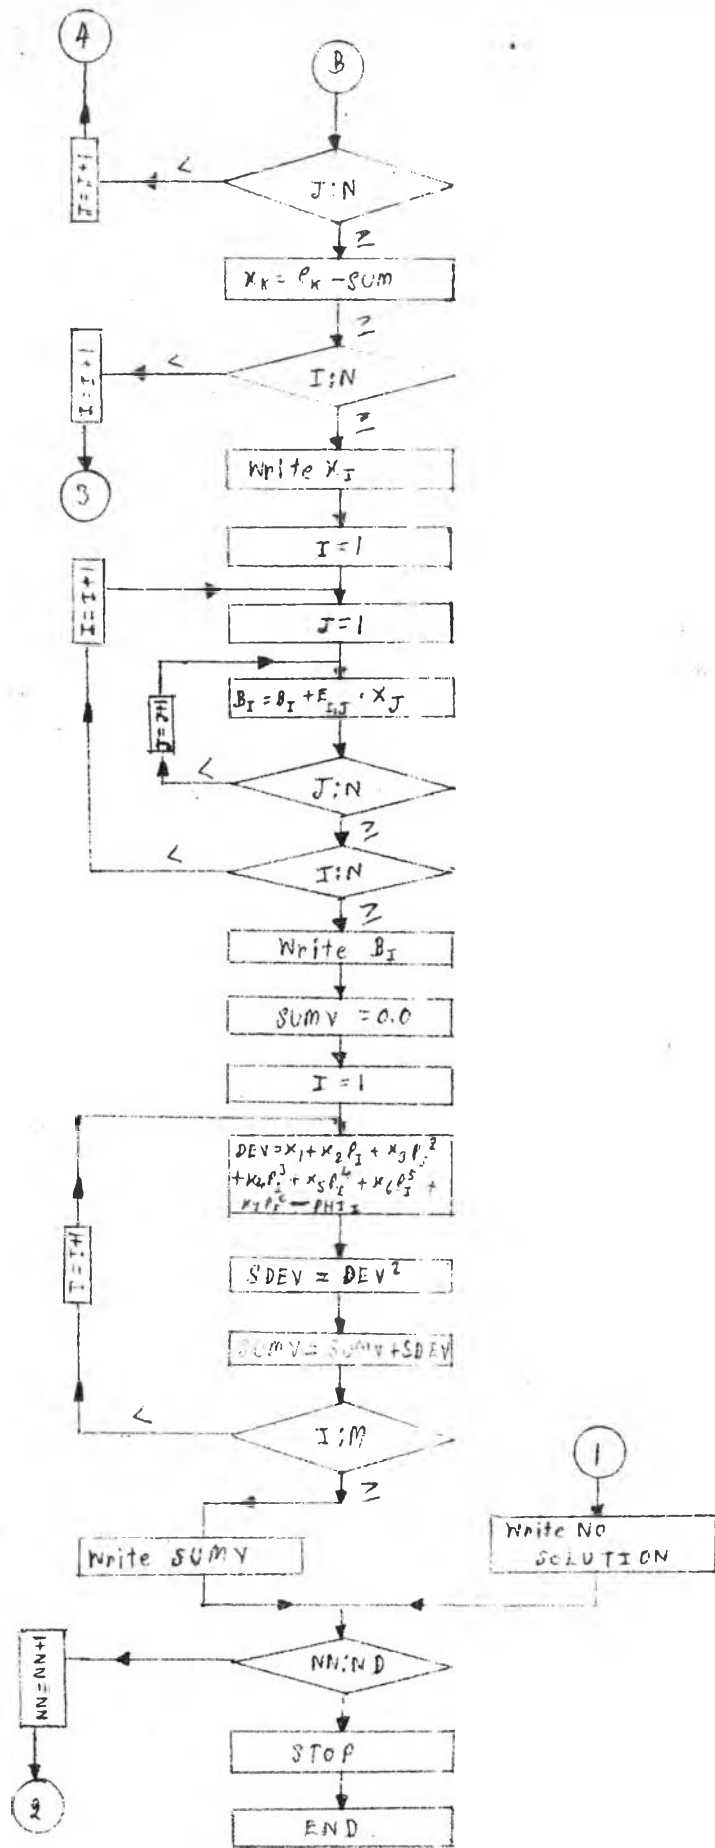 A
B
J=J+1
<
J:N
≥
x_K = P_K - SUM
≥
I=I+1
<
I:N
≥
3
Write X_I
I=1
I=I+1
J=1
J=J+1
B_I = B_I + E_I,J . X_J
<
J:N
≥
<
I:N
≥
Write B_I
SUMV = 0.0
I=1
DEV = x_1 + x_2 P_I + x_3 P_I^2
+ x_4 P_I^3 + x_5 P_I^4 + x_6 P_I^5 +
x_7 P_I^6 - PHI_I
I=I+1
SDEV = DEV^2
SUMV = SUMV + SDEV
<
I:M
≥
1
Write SUMV
Write NO
SOLUTION
NN=NN+1
NN:ND
STOP
2
END